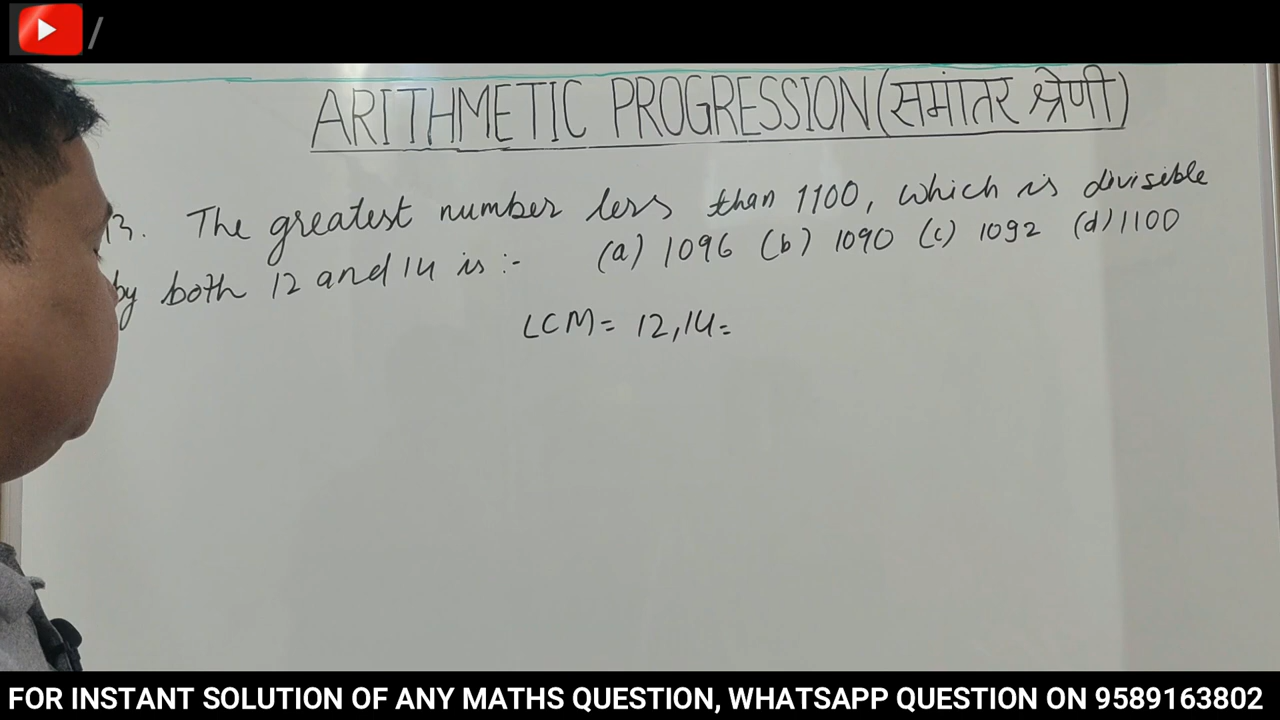 /
ARITHMETIC PROGRESSION (समांतर श्रेणी)
13. The greatest number less than 1100, which is divisible
by both 12 and 14 is :- (a) 1096 (b) 1090 (c) 1092 (d) 1100
LCM = 12,14=
FOR INSTANT SOLUTION OF ANY MATHS QUESTION, WHATSAPP QUESTION ON 9589163802